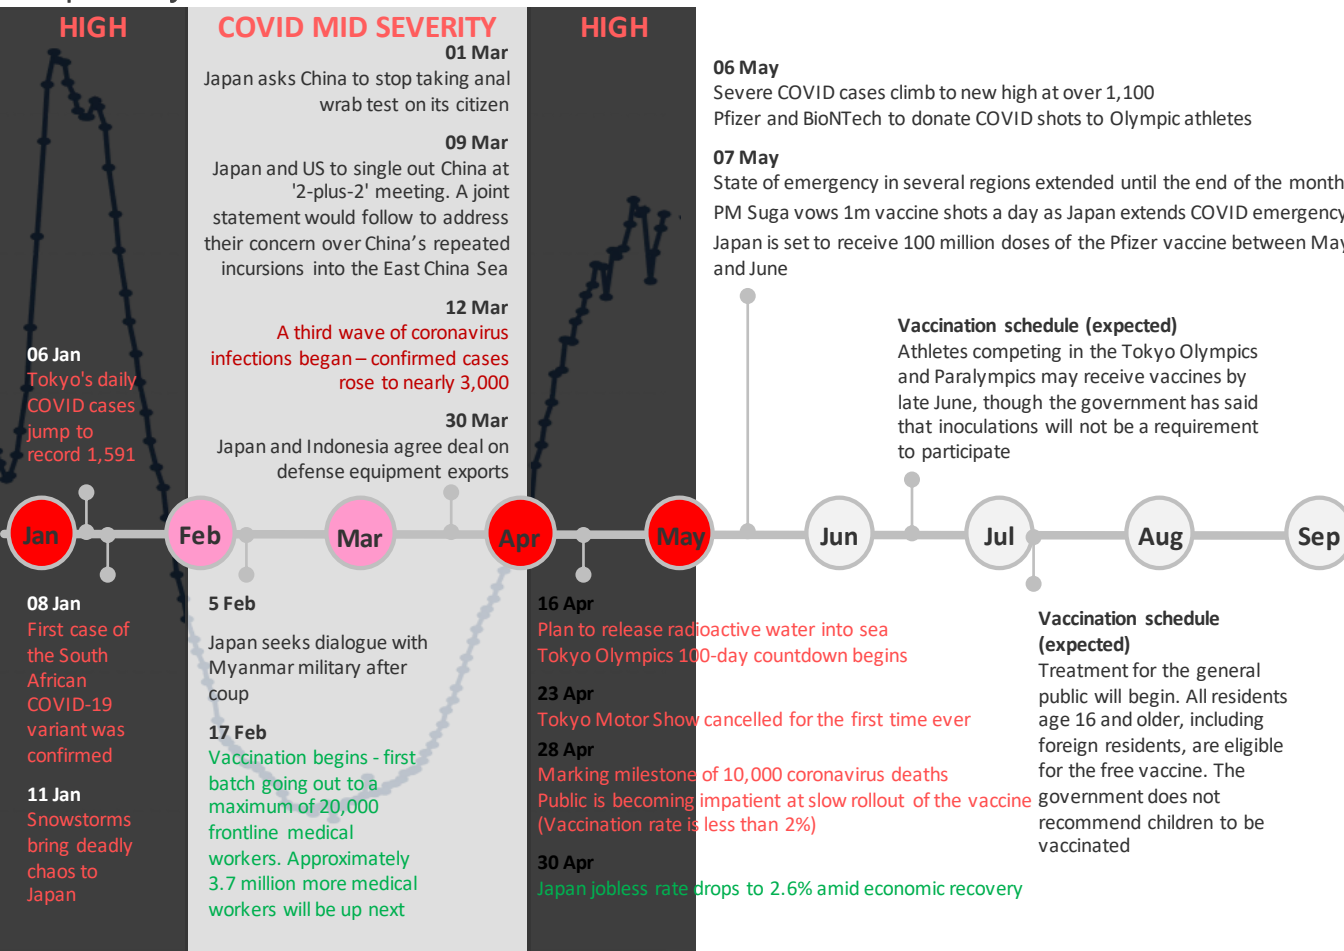 HIGH
COVID MID SEVERITY
HIGH
01 Mar
Japan asks China to stop taking anal
wrab test on its citizen
09 Mar
Japan and US to single out China at
'2-plus-2' meeting. A joint
statement would follow to address
their concern over China's repeated
incursions into the East China Sea
12 Mar
A third wave of coronavirus
infections began – confirmed cases
rose to nearly 3,000
30 Mar
Japan and Indonesia agree deal on
defense equipment exports
06 May
Severe COVID cases climb to new high at over 1,100
Pfizer and BioNTech to donate COVID shots to Olympic athletes
07 May
State of emergency in several regions extended until the end of the month
PM Suga vows 1m vaccine shots a day as Japan extends COVID emergency
Japan is set to receive 100 million doses of the Pfizer vaccine between May
and June
Vaccination schedule (expected)
Athletes competing in the Tokyo Olympics
and Paralympics may receive vaccines by
late June, though the government has said
that inoculations will not be a requirement
to participate
06 Jan
Tokyo's daily
COVID cases
jump to
record 1,591
Jan
Feb
Mar
Apr
May
Jun
Jul
Aug
Sep
08 Jan
First case of
the South
African
COVID-19
variant was
confirmed
11 Jan
Snowstorms
bring deadly
chaos to
Japan
5 Feb
Japan seeks dialogue with
Myanmar military after
coup
17 Feb
Vaccination begins - first
batch going out to a
maximum of 20,000
frontline medical
workers. Approximately
3.7 million more medical
workers will be up next
16 Apr
Plan to release radioactive water into sea
Tokyo Olympics 100-day countdown begins
23 Apr
Tokyo Motor Show cancelled for the first time ever
28 Apr
Marking milestone of 10,000 coronavirus deaths
Public is becoming impatient at slow rollout of the vaccine
(Vaccination rate is less than 2%)
30 Apr
Japan jobless rate drops to 2.6% amid economic recovery
Vaccination schedule
(expected)
Treatment for the general
public will begin. All residents
age 16 and older, including
foreign residents, are eligible
for the free vaccine. The
government does not
recommend children to be
vaccinated